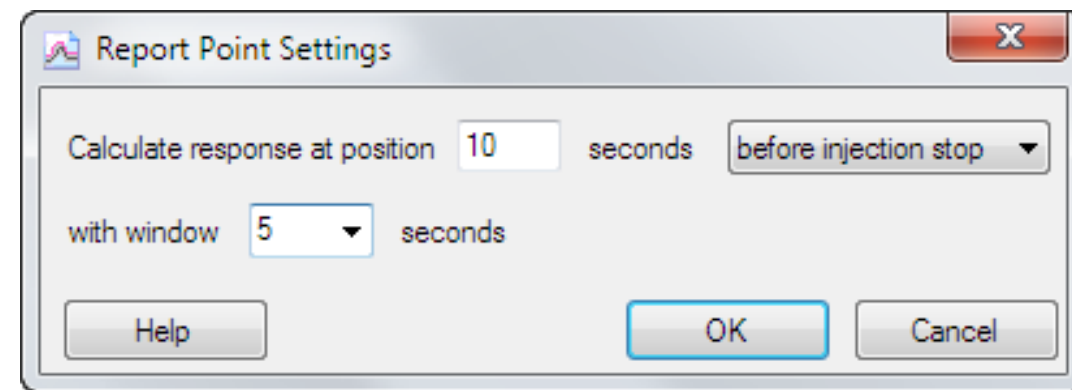 Report Point Settings
Calculate response at position 10 seconds before injection stop
with window 5 seconds
Help OK Cancel